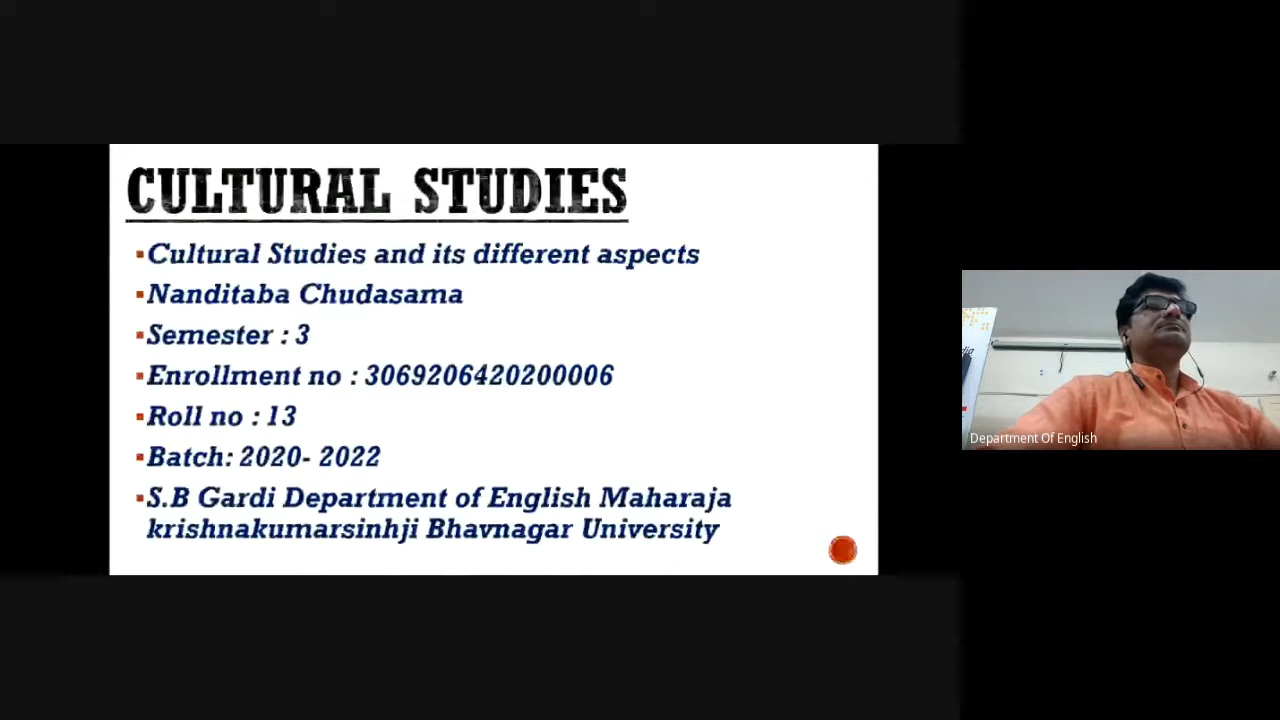 CULTURAL STUDIES
Cultural Studies and its different aspects
Nanditaba Chudasama
Semester : 3
Enrollment no : 3069206420200006
Roll no : 13
Batch: 2020- 2022
S.B Gardi Department of English Maharaja
krishnakumarsinhji Bhavnagar University
Department Of English